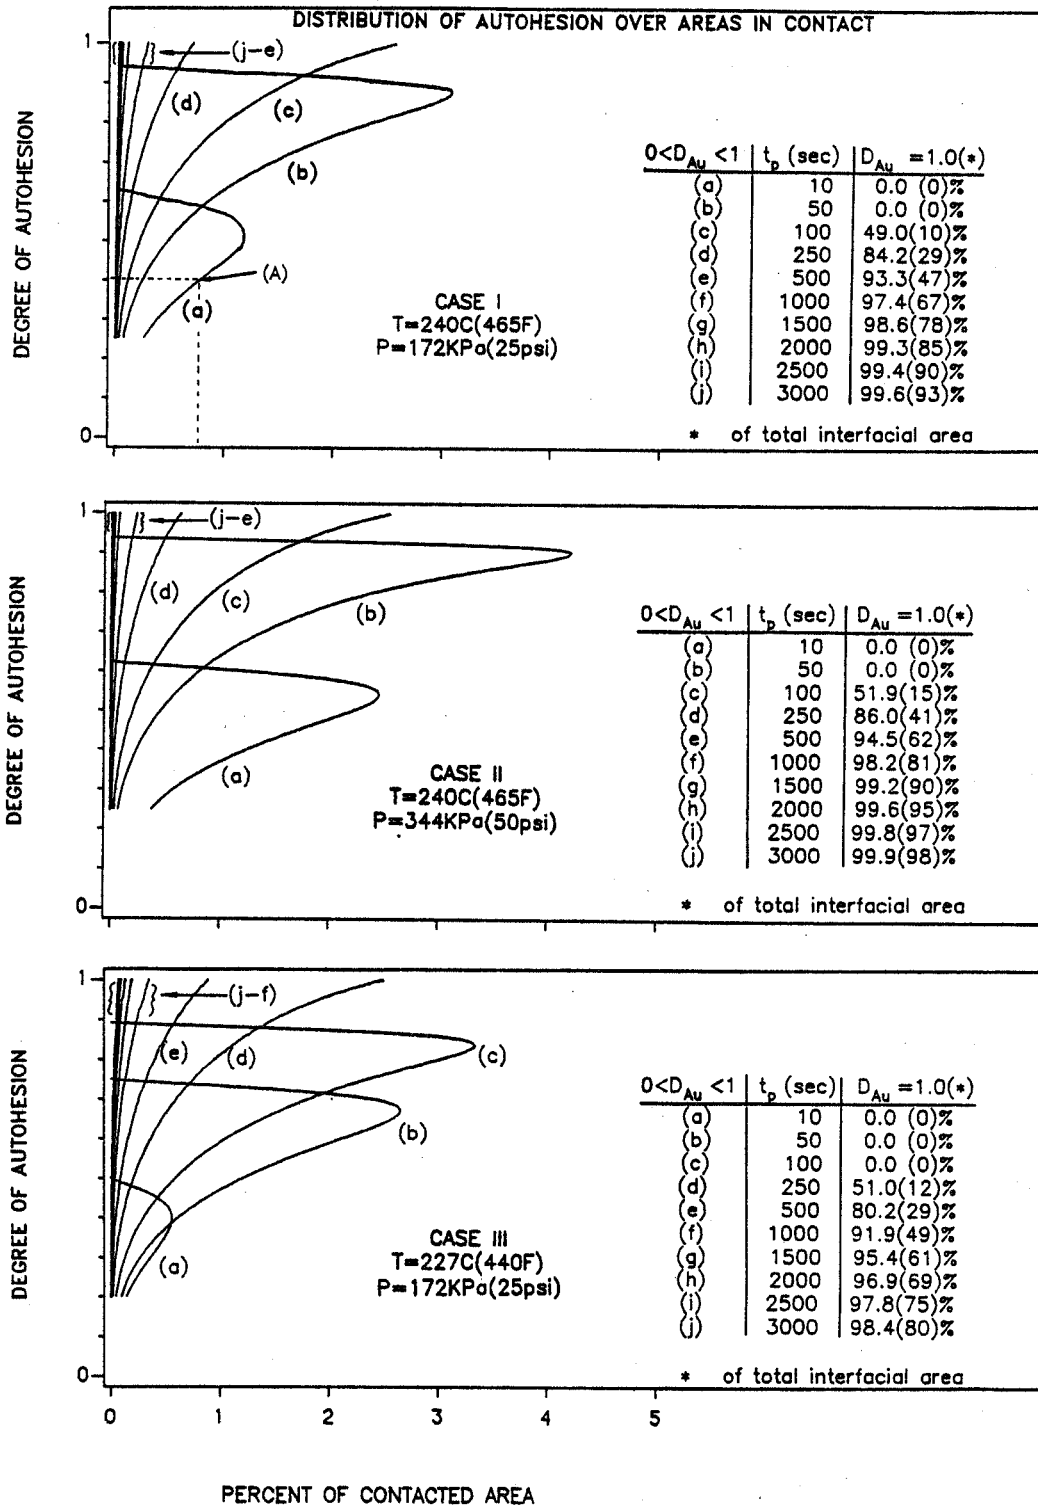 DISTRIBUTION OF AUTOHESION OVER AREAS IN CONTACT
DEGREE OF AUTOHESION
1
0
(j-e)
(d)
(c)
(b)
(A)
(a)
CASE I
T=240C(465F)
P=172KPa(25psi)
0<D_Au <1 t_p (sec) D_Au =1.0(*)
(a) 10 0.0 (0)%
(b) 50 0.0 (0)%
(c) 100 49.0(10)%
(d) 250 84.2(29)%
(e) 500 93.3(47)%
(f) 1000 97.4(67)%
(g) 1500 98.6(78)%
(h) 2000 99.3(85)%
(i) 2500 99.4(90)%
(j) 3000 99.6(93)%
* of total interfacial area
DEGREE OF AUTOHESION
1
0
(j-e)
(d)
(c)
(b)
(a)
CASE II
T=240C(465F)
P=344KPa(50psi)
0<D_Au <1 t_p (sec) D_Au =1.0(*)
(a) 10 0.0 (0)%
(b) 50 0.0 (0)%
(c) 100 51.9(15)%
(d) 250 86.0(41)%
(e) 500 94.5(62)%
(f) 1000 98.2(81)%
(g) 1500 99.2(90)%
(h) 2000 99.6(95)%
(i) 2500 99.8(97)%
(j) 3000 99.9(98)%
* of total interfacial area
DEGREE OF AUTOHESION
1
0
(j-f)
(e)
(d)
(c)
(b)
(a)
CASE III
T=227C(440F)
P=172KPa(25psi)
0<D_Au <1 t_p (sec) D_Au =1.0(*)
(a) 10 0.0 (0)%
(b) 50 0.0 (0)%
(c) 100 0.0 (0)%
(d) 250 51.0(12)%
(e) 500 80.2(29)%
(f) 1000 91.9(49)%
(g) 1500 95.4(61)%
(h) 2000 96.9(69)%
(i) 2500 97.8(75)%
(j) 3000 98.4(80)%
* of total interfacial area
0 1 2 3 4 5
PERCENT OF CONTACTED AREA